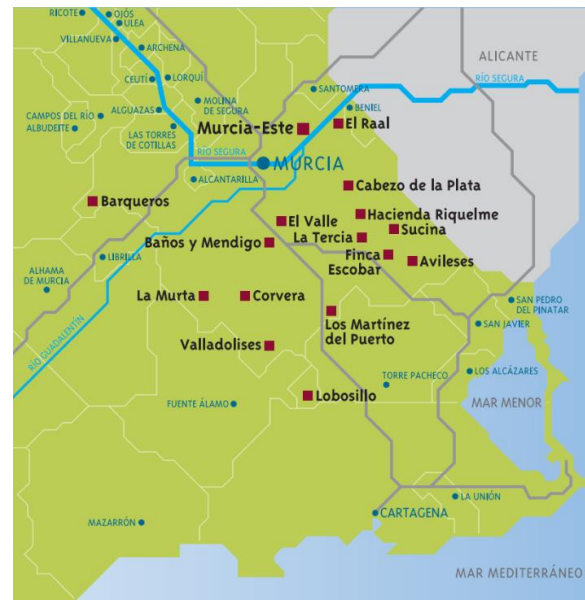 RICOTE
OJÓS
ULEA
VILLANUEVA
ARCHENA
ALICANTE
CEUTÍ
LORQUÍ
RÍO SEGURA
SANTOMERA
MOLINA
DE SEGURA
BENIEL
ALGUAZAS
CAMPOS DEL RÍO
ALBUDEITE
LAS TORRES
DE COTILLAS
Murcia-Este
El Raal
RÍO SEGURA
MURCIA
ALCANTARILLA
Cabezo de la Plata
Barqueros
Hacienda Riquelme
El Valle
Sucina
La Tercia
Baños y Mendigo
Finca
Escobar
Avileses
LIBRILLA
ALHAMA
DE MURCIA
La Murta
Corvera
SAN PEDRO
DEL PINATAR
Los Martínez
del Puerto
SAN JAVIER
RÍO GUADALENTÍN
Valladolises
LOS ALCÁZARES
TORRE PACHECO
Lobosillo
MAR MENOR
FUENTE ÁLAMO
LA UNIÓN
CARTAGENA
MAZARRÓN
MAR MEDITERRÁNEO